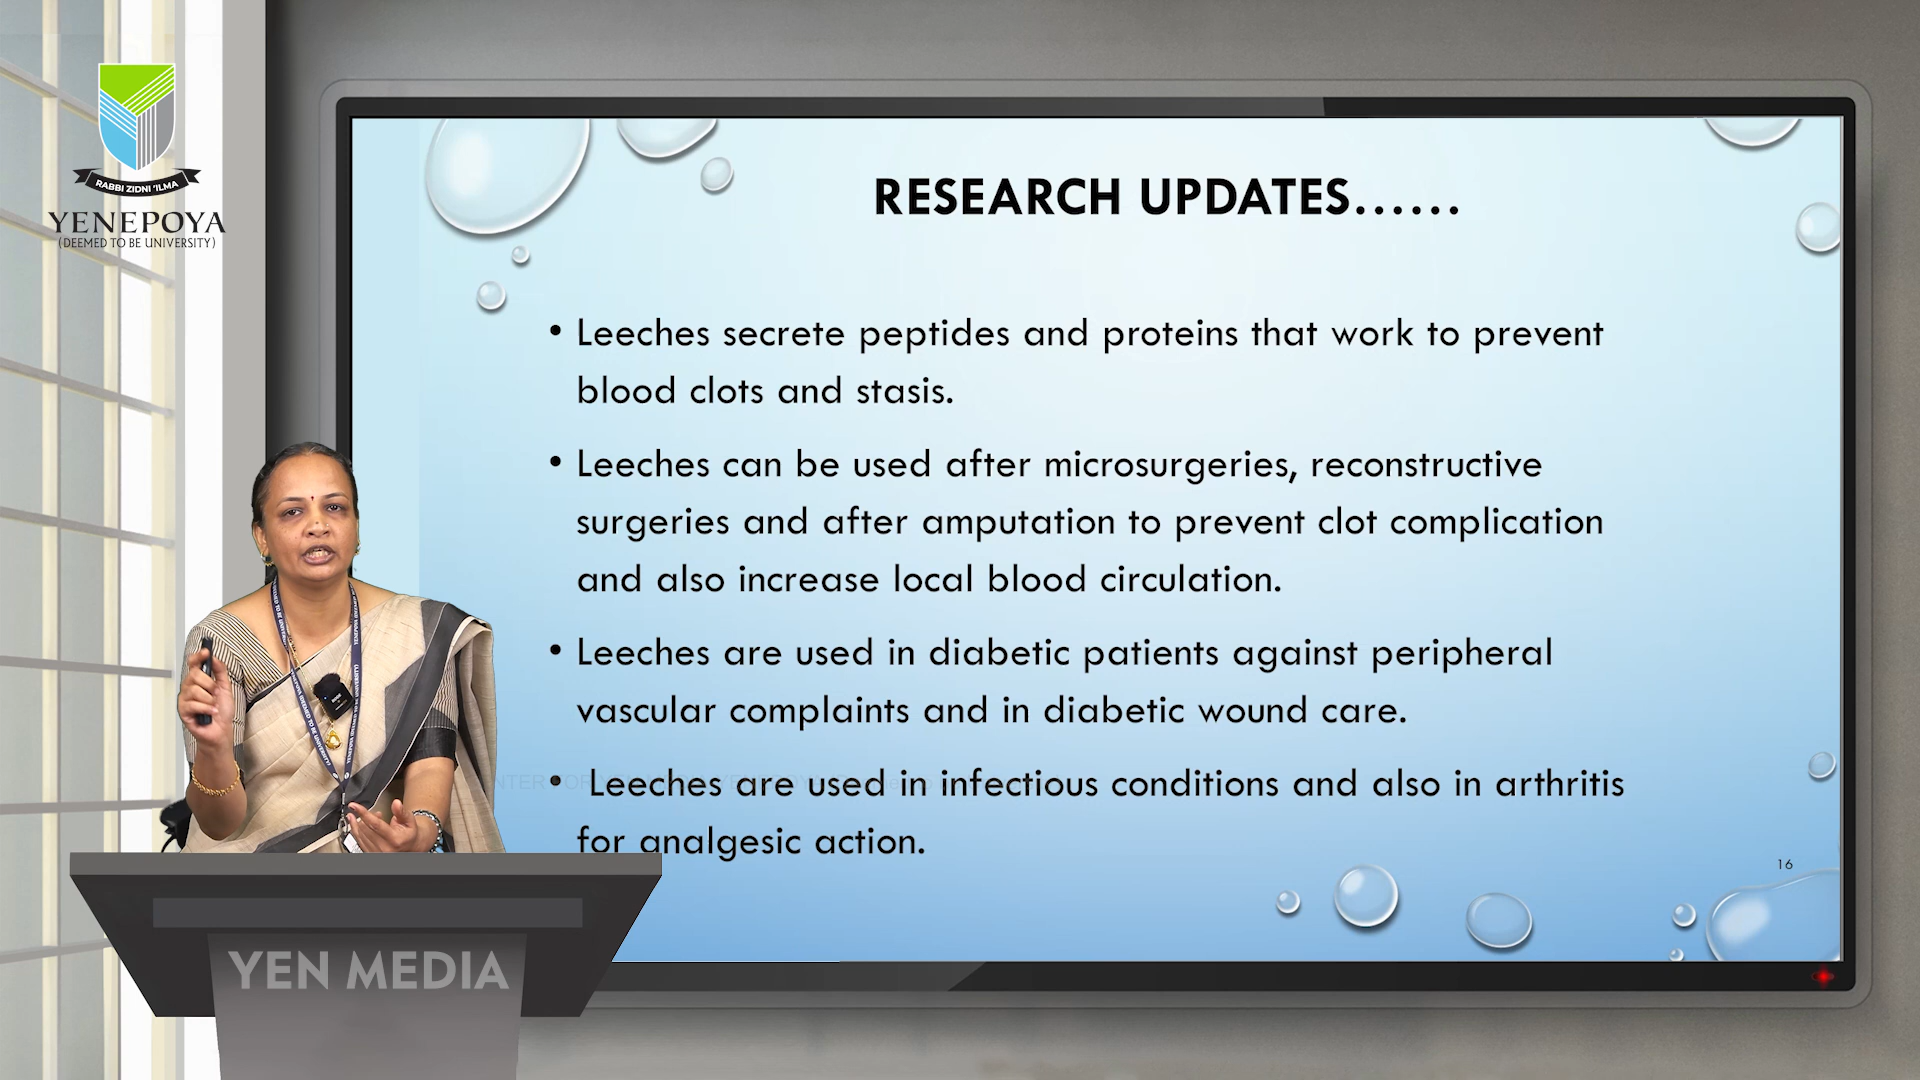 RABBI ZIDNI 'ILMA
YENEPOYA
(DEEMED TO BE UNIVERSITY)
RESEARCH UPDATES......
• Leeches secrete peptides and proteins that work to prevent
blood clots and stasis.
• Leeches can be used after microsurgeries, reconstructive
surgeries and after amputation to prevent clot complication
and also increase local blood circulation.
• Leeches are used in diabetic patients against peripheral
vascular complaints and in diabetic wound care.
• Leeches are used in infectious conditions and also in arthritis
for analgesic action.
16
YEN MEDIA